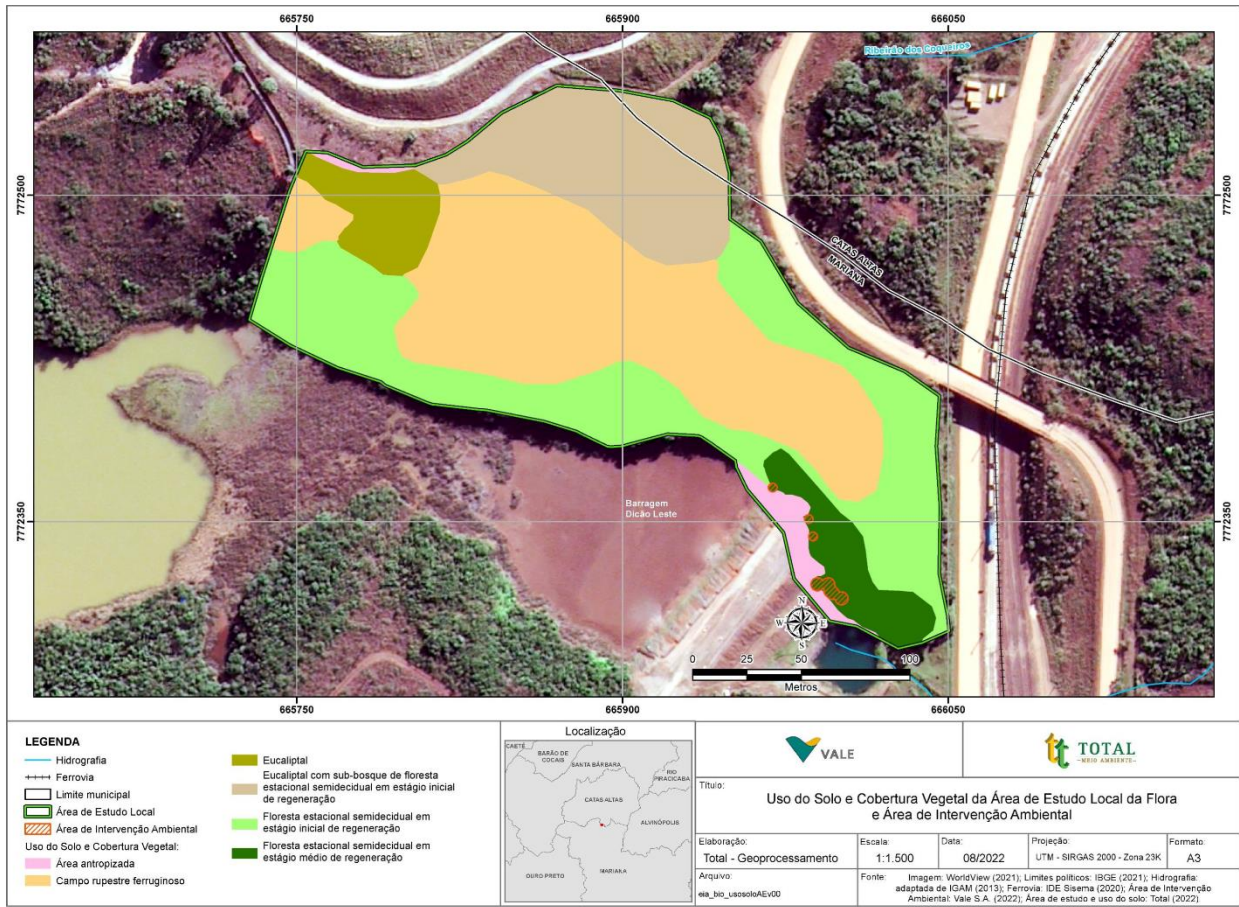 665750
665900
666050
Ribeirão dos Coqueiros
7772500
7772500
CATAS ALTAS
MARIANA
Barragem
Dicão Leste
7772350
7772350
N
W
E
S
0
25
50
100
Metros
665750
665900
666050
LEGENDA
Hidrografia
Ferrovia
Limite municipal
Área de Estudo Local
Área de Intervenção Ambiental
Uso do Solo e Cobertura Vegetal:
Área antropizada
Campo rupestre ferruginoso
Eucaliptal
Eucaliptal com sub-bosque de floresta
estacional semidecidual em estágio inicial
de regeneração
Floresta estacional semidecidual em
estágio inicial de regeneração
Floresta estacional semidecidual em
estágio médio de regeneração
Localização
CAETÉ
BARÃO DE
COCAIS
SANTA BÁRBARA
RIO
PIRACICABA
CATAS ALTAS
ALVINÓPOLIS
OURO PRETO
MARIANA
VALE
TOTAL
MEIO AMBIENTE
Título:
Uso do Solo e Cobertura Vegetal da Área de Estudo Local da Flora
e Área de Intervenção Ambiental
Elaboração:
Total - Geoprocessamento
Escala:
1:1.500
Data:
08/2022
Projeção:
UTM - SIRGAS 2000 - Zona 23K
Formato:
A3
Arquivo:
eia_bio_usosoloAEv00
Fonte: Imagem: WorldView (2021); Limites políticos: IBGE (2021); Hidrografia:
adaptada de IGAM (2013); Ferrovia: IDE Sisema (2020); Área de Intervenção
Ambiental: Vale S.A. (2022); Área de estudo e uso do solo: Total (2022)